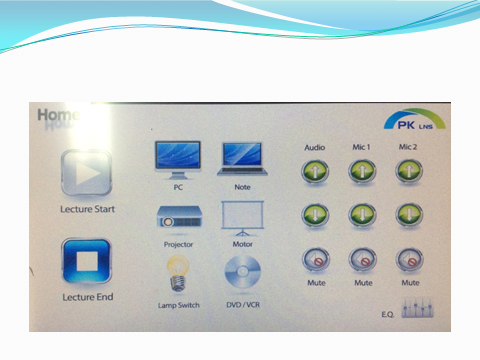 Home
PK LNS
Audio Mic 1 Mic 2
PC Note
Lecture Start
Projector Motor
Mute Mute Mute
Lecture End
Lamp Switch DVD / VCR
E.Q.